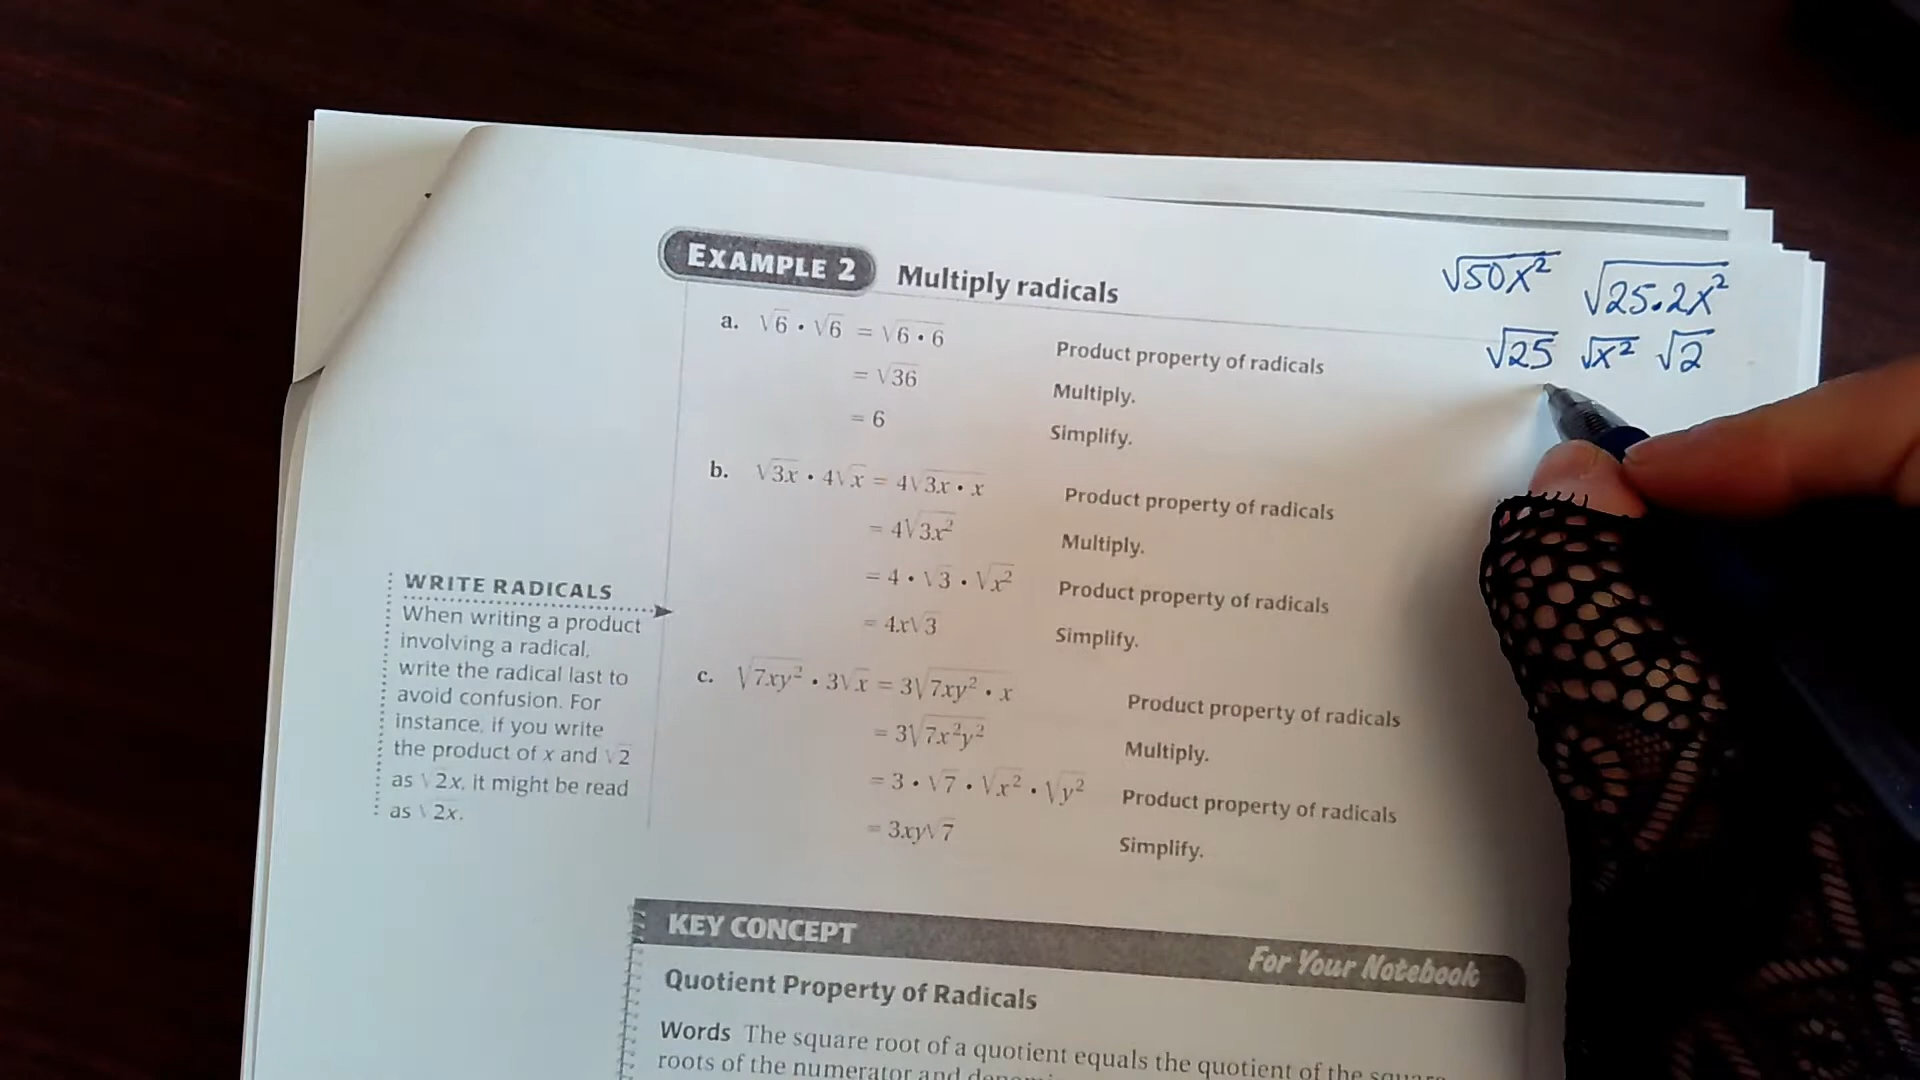 EXAMPLE 2 Multiply radicals
√50x² √25·2x²
√25 √x² √2
a. √6 • √6 = √6 • 6 Product property of radicals
= √36 Multiply.
= 6 Simplify.
b. √3x • 4√x = 4√3x • x Product property of radicals
= 4√3x² Multiply.
= 4 • √3 • √x² Product property of radicals
= 4x√3 Simplify.
c. √7xy² • 3√x = 3√7xy² • x Product property of radicals
= 3√7x²y² Multiply.
= 3 • √7 • √x² • √y² Product property of radicals
= 3xy√7 Simplify.
WRITE RADICALS
When writing a product
involving a radical,
write the radical last to
avoid confusion. For
instance, if you write
the product of x and √2
as √2x, it might be read
as √2x.
KEY CONCEPT For Your Notebook
Quotient Property of Radicals
Words The square root of a quotient equals the quotient of the square
roots of the numerator and